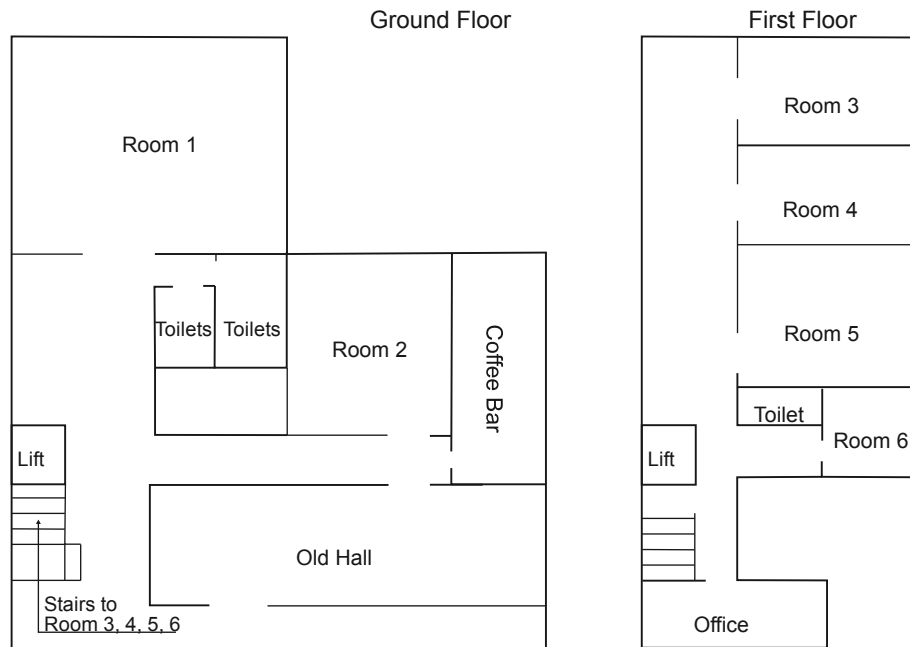 Ground Floor
First Floor
Room 1
Room 3
Room 4
Toilets
Toilets
Room 2
Coffee Bar
Room 5
Toilet
Room 6
Lift
Lift
Old Hall
Stairs to
Room 3, 4, 5, 6
Office